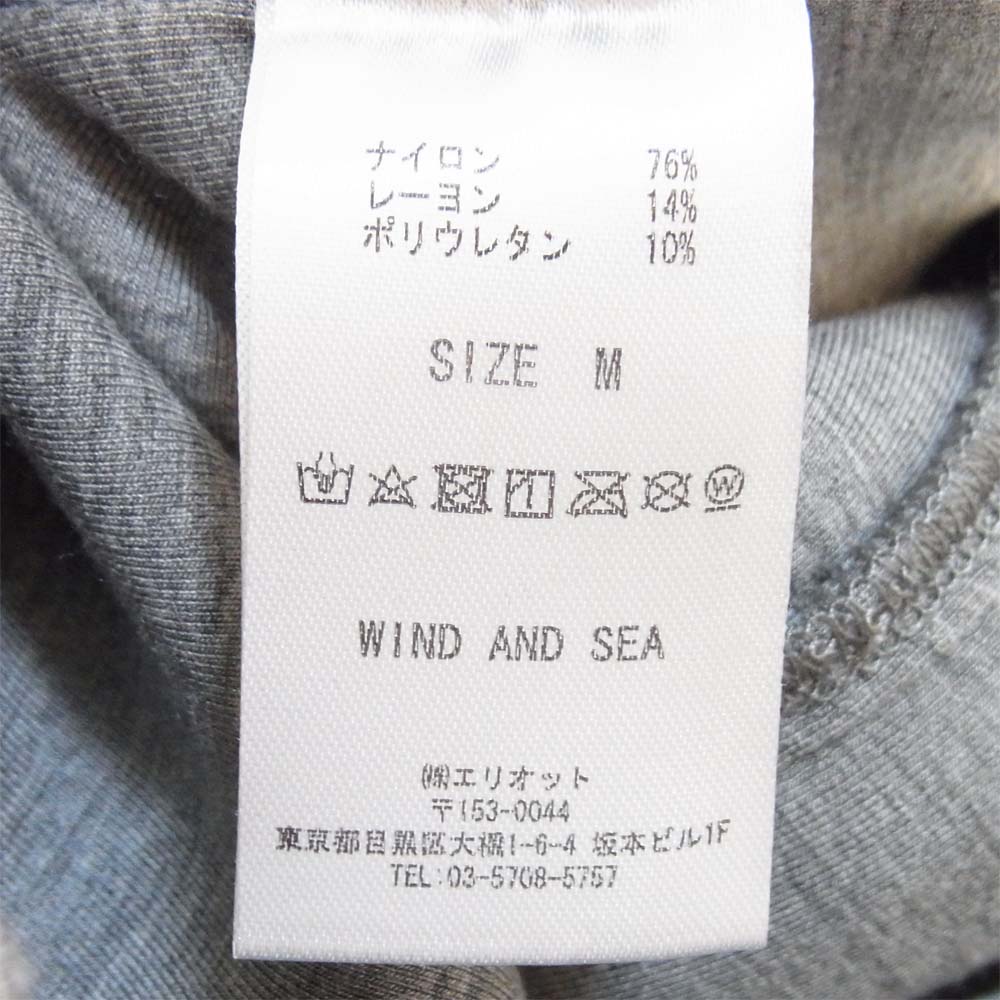 ナイロン 76%
レーヨン 14%
ポリウレタン 10%
SIZE M
W
WIND AND SEA
㈱エリオット
〒153-0044
東京都目黒区大橋1-6-4 坂本ビル1F
TEL:03-5708-5757